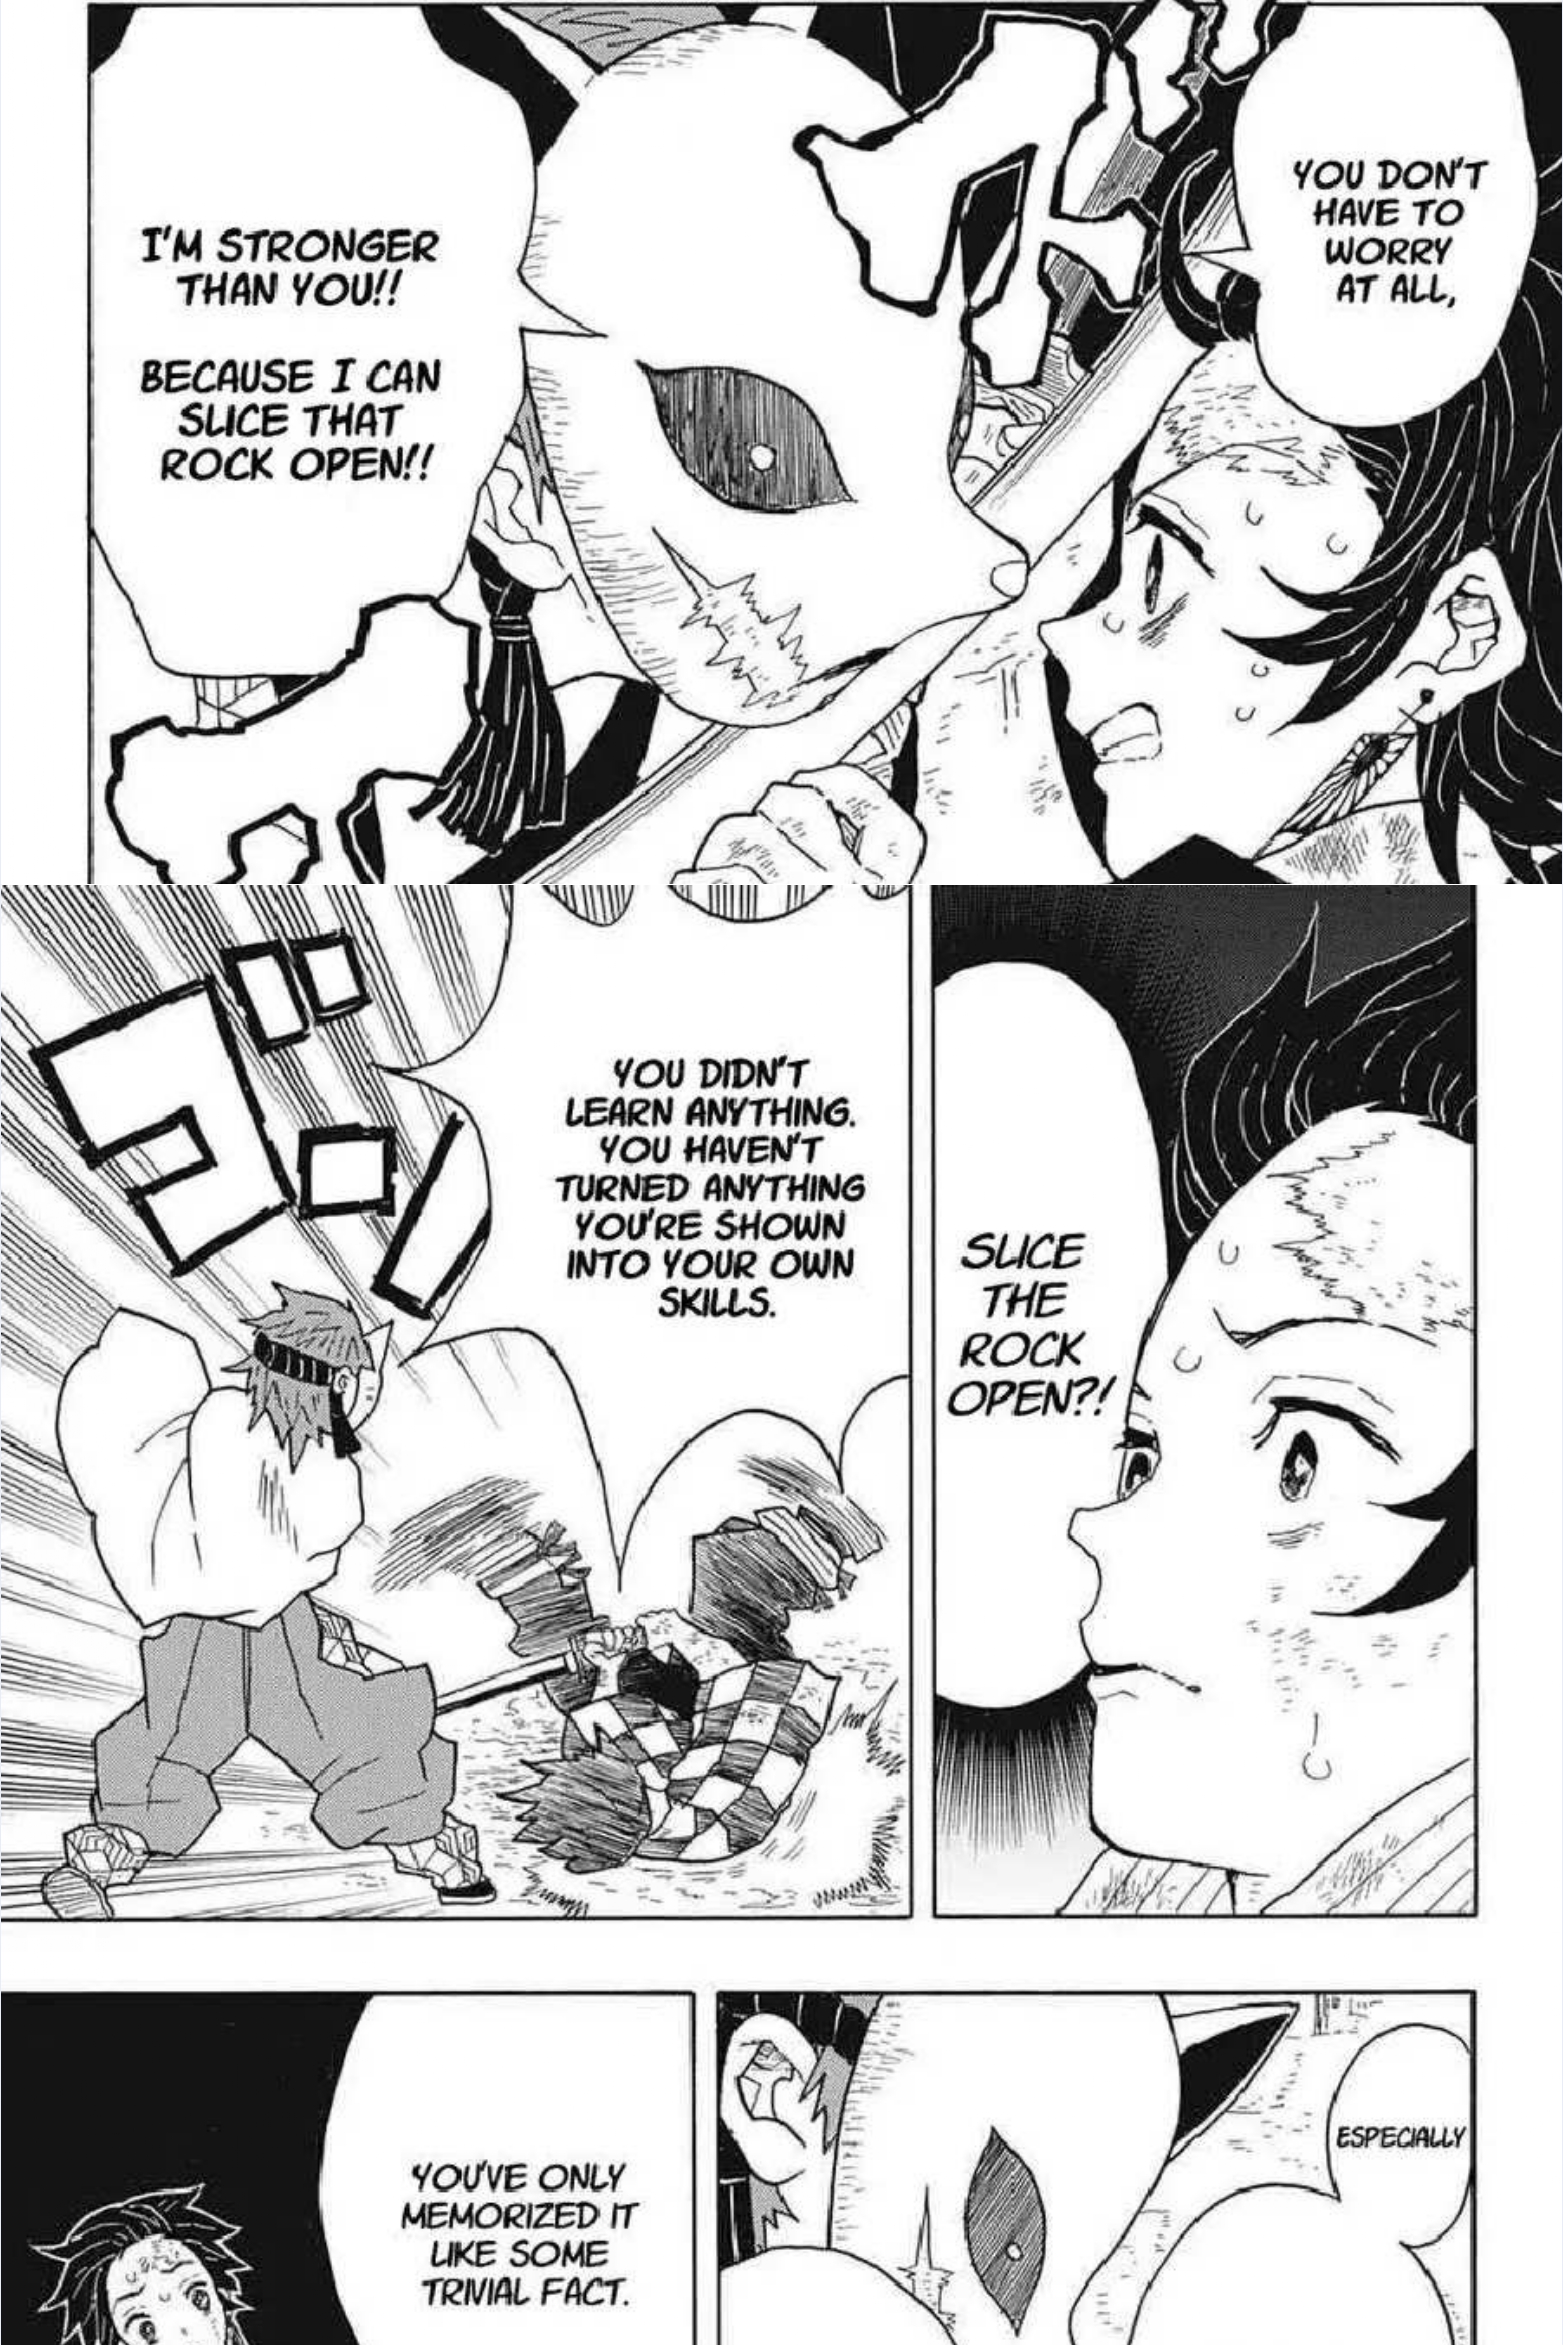 YOU DON'T
HAVE TO
WORRY
AT ALL,
I'M STRONGER
THAN YOU!!
BECAUSE I CAN
SLICE THAT
ROCK OPEN!!
SLICE
THE
ROCK
OPEN?!
YOU DIDN'T
LEARN ANYTHING.
YOU HAVEN'T
TURNED ANYTHING
YOU'RE SHOWN
INTO YOUR OWN
SKILLS.
ゴッ
ESPECIALLY
YOU'VE ONLY
MEMORIZED IT
LIKE SOME
TRIVIAL FACT.